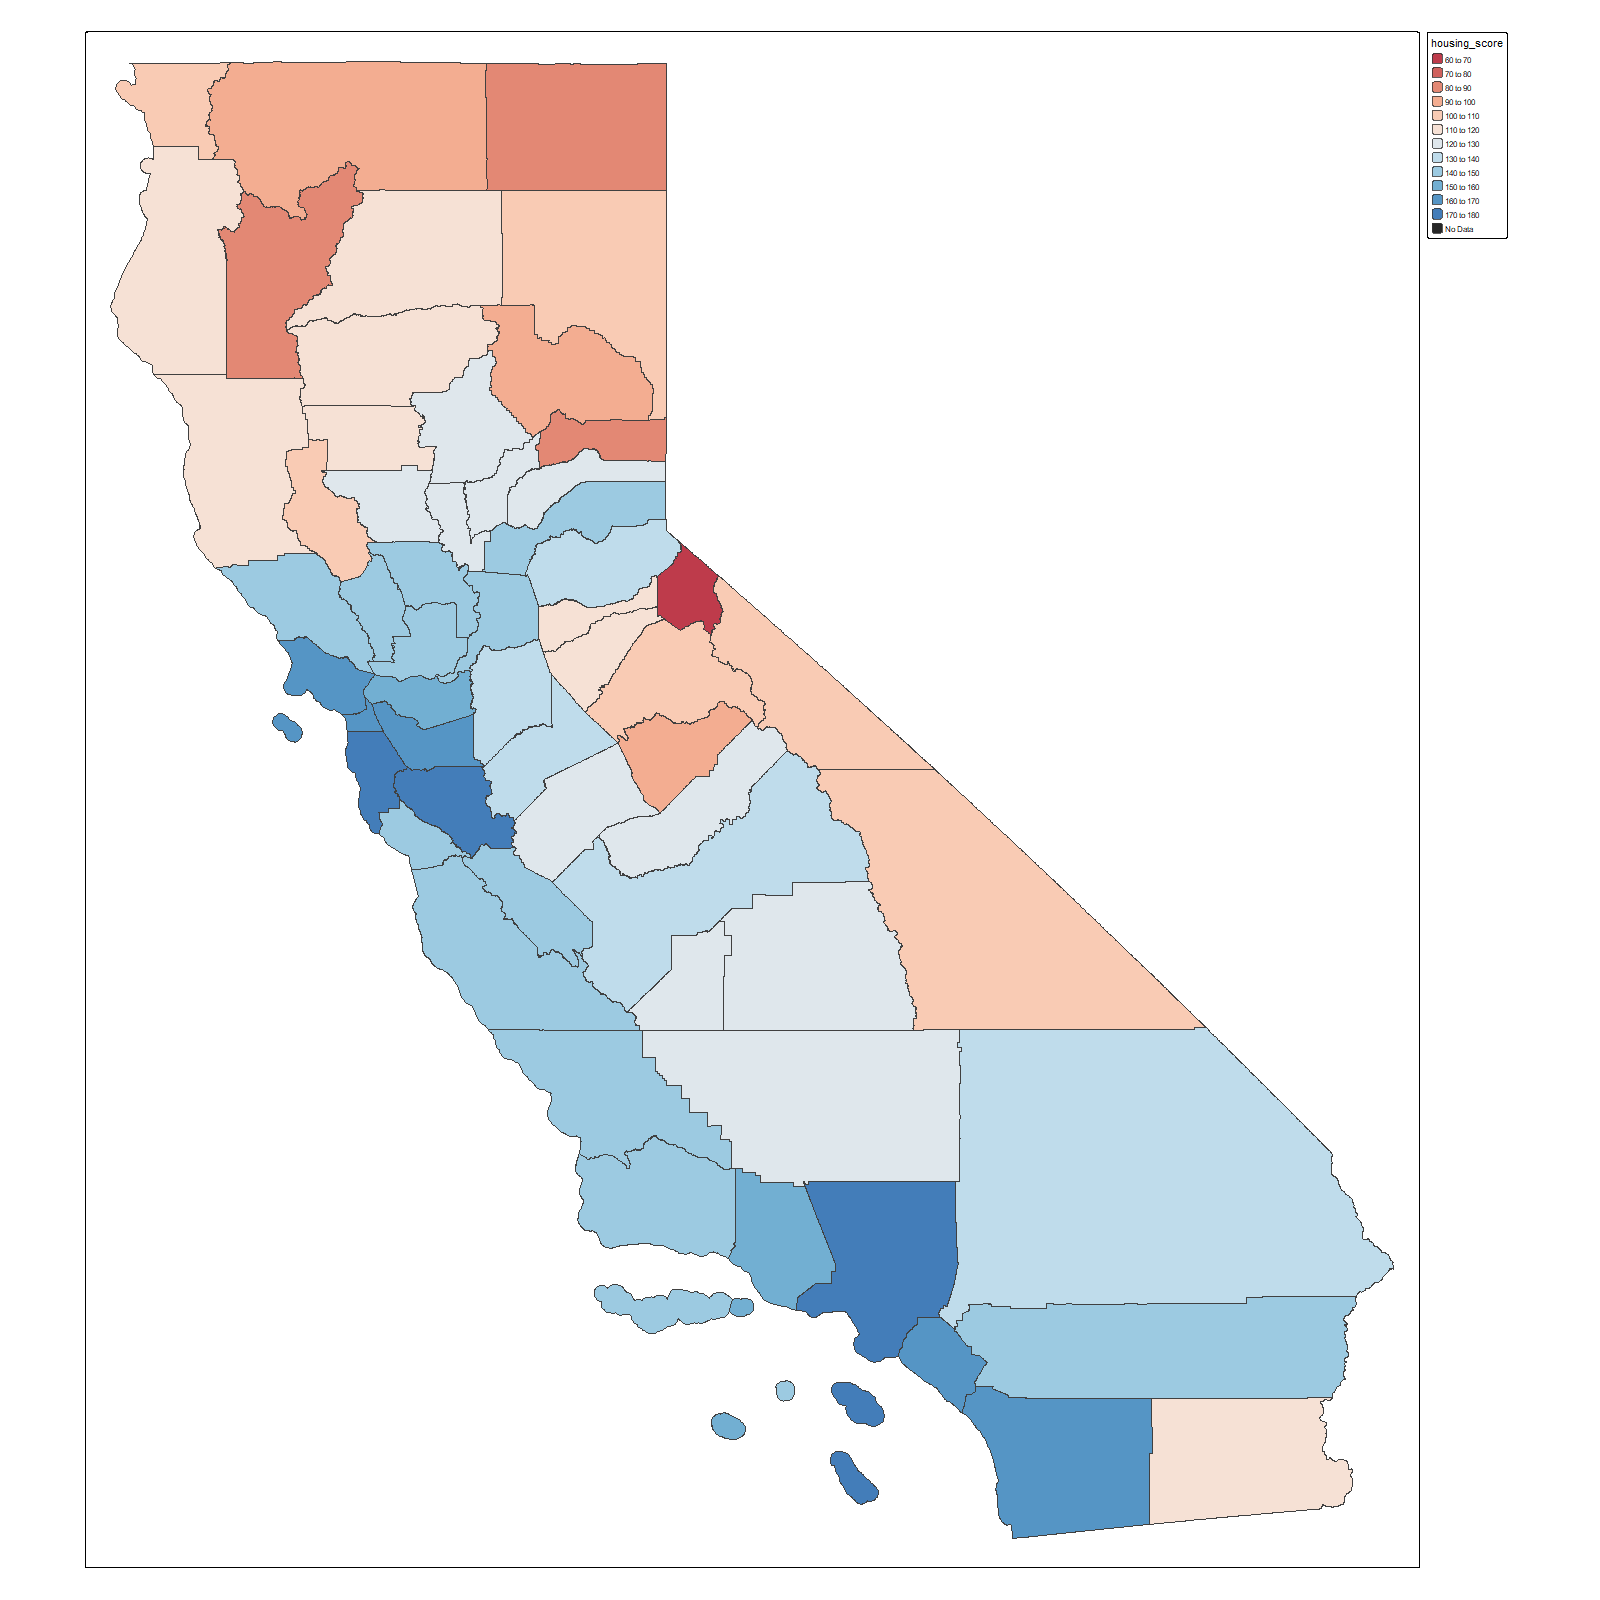 housing_score
60 to 70
70 to 80
80 to 90
90 to 100
100 to 110
110 to 120
120 to 130
130 to 140
140 to 150
150 to 160
160 to 170
170 to 180
No Data